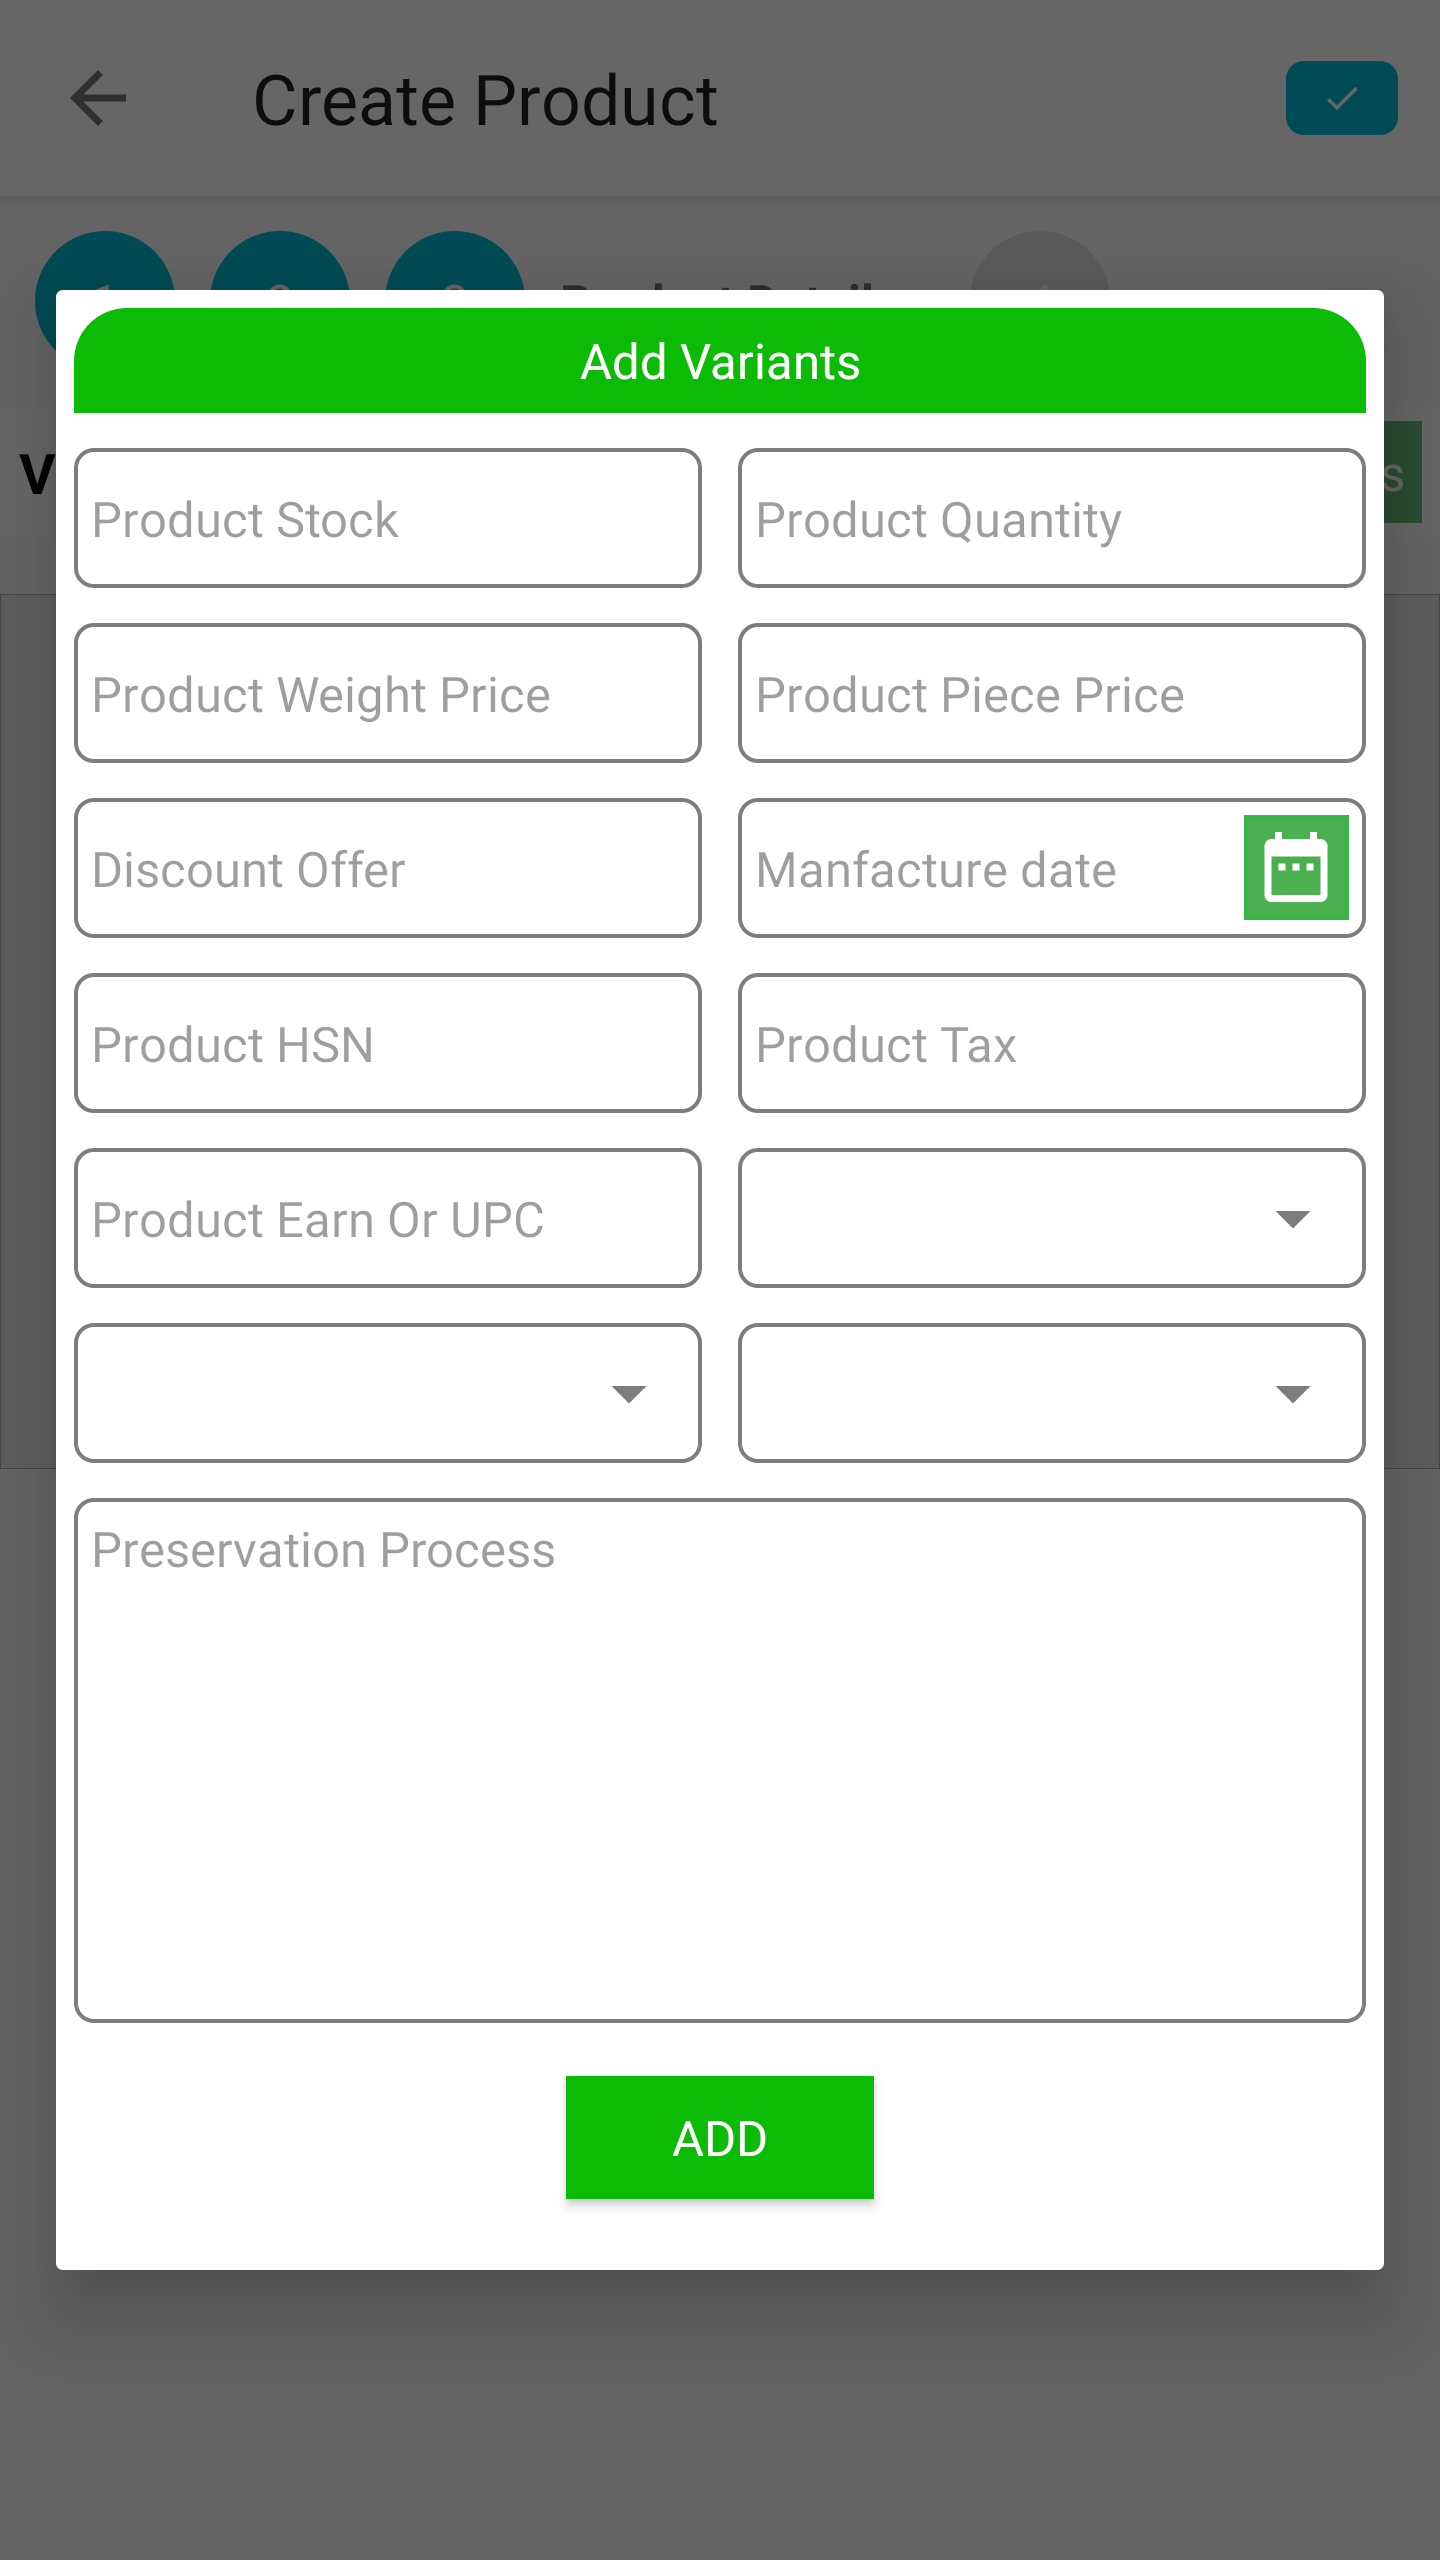 Create Product
Add Variants
V
s
Product Stock
Product Quantity
Product Weight Price
Product Piece Price
Discount Offer
Manfacture date
Product HSN
Product Tax
Product Earn Or UPC
Preservation Process
ADD